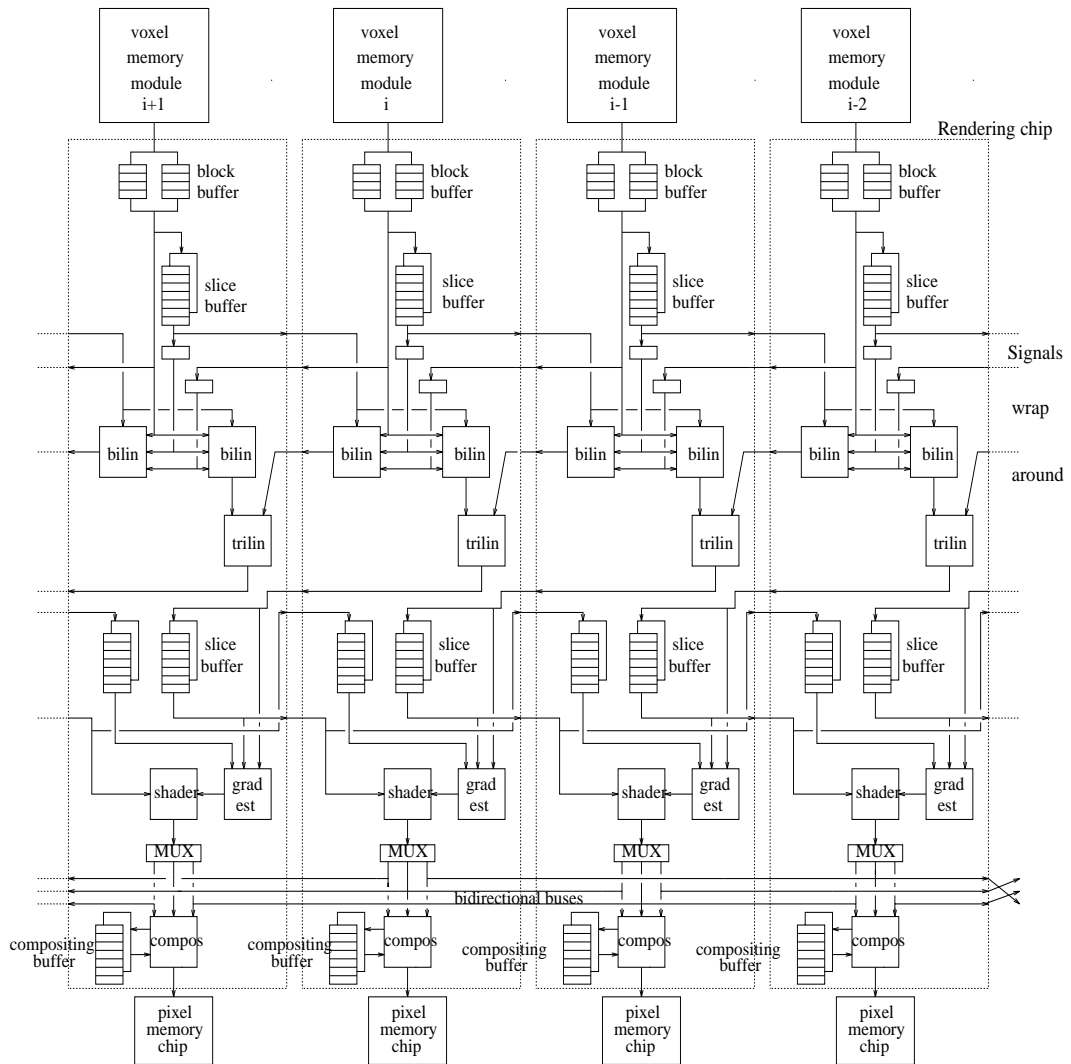 voxel
memory
module
i+1
voxel
memory
module
i
voxel
memory
module
i-1
voxel
memory
module
i-2
Rendering chip
block
buffer
block
buffer
block
buffer
block
buffer
slice
buffer
slice
buffer
slice
buffer
slice
buffer
Signals
wrap
around
bilin bilin bilin bilin bilin bilin bilin bilin
trilin trilin trilin trilin
slice
buffer
slice
buffer
slice
buffer
slice
buffer
shader
grad
est
shader
grad
est
shader
grad
est
shader
grad
est
MUX MUX MUX MUX
bidirectional buses
compositing
buffer
compos
compositing
buffer
compos
compositing
buffer
compos
compositing
buffer
compos
pixel
memory
chip
pixel
memory
chip
pixel
memory
chip
pixel
memory
chip